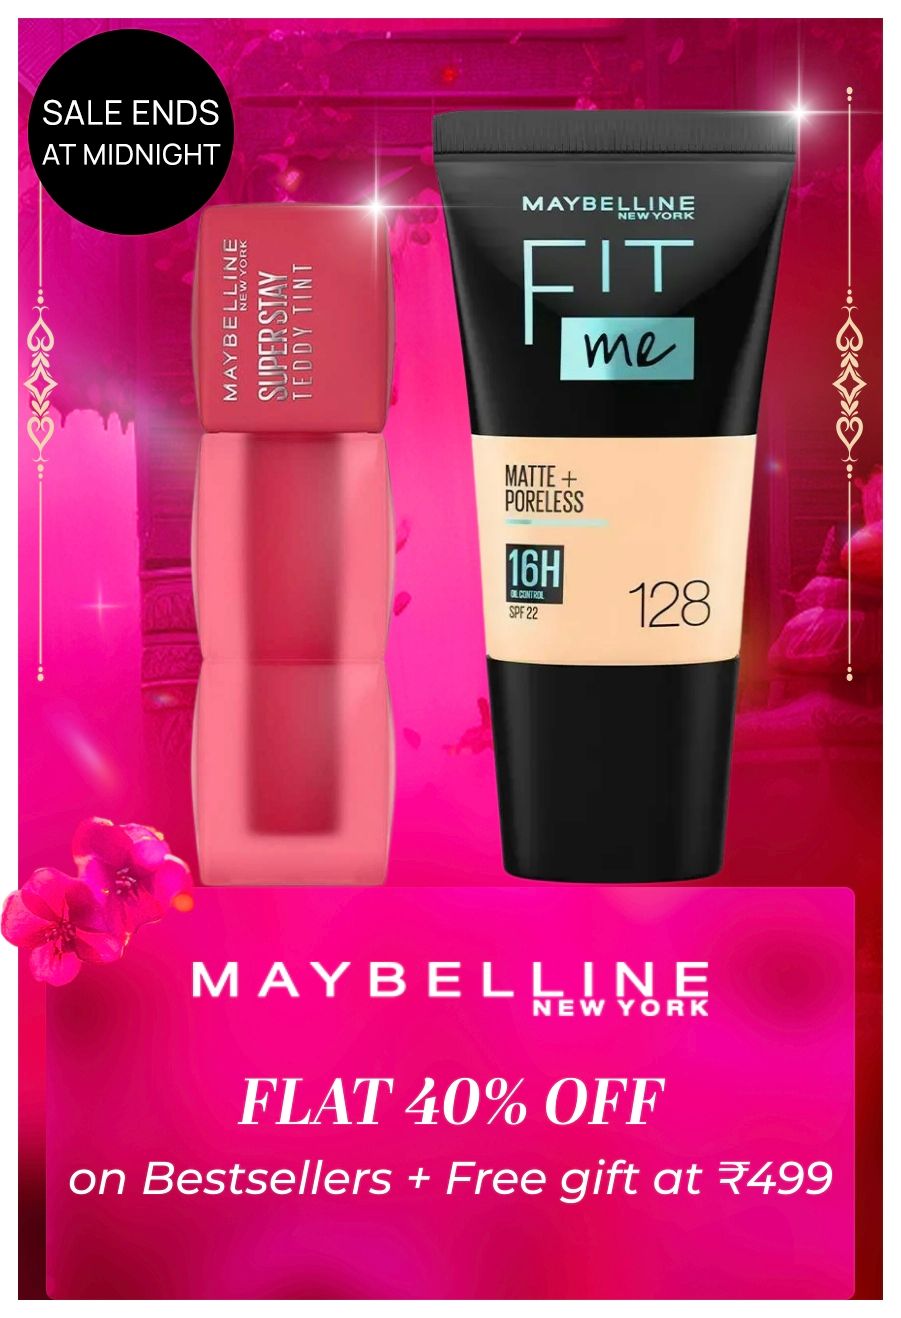 SALE ENDS
AT MIDNIGHT
MAYBELLINE
NEW YORK
SUPER STAY
TEDDY TINT
MAYBELLINE
NEW YORK
FIT
me
MATTE +
PORELESS
16H
OIL CONTROL
SPF 22
128
MAYBELLINE
NEW YORK
FLAT 40% OFF
on Bestsellers + Free gift at ₹499